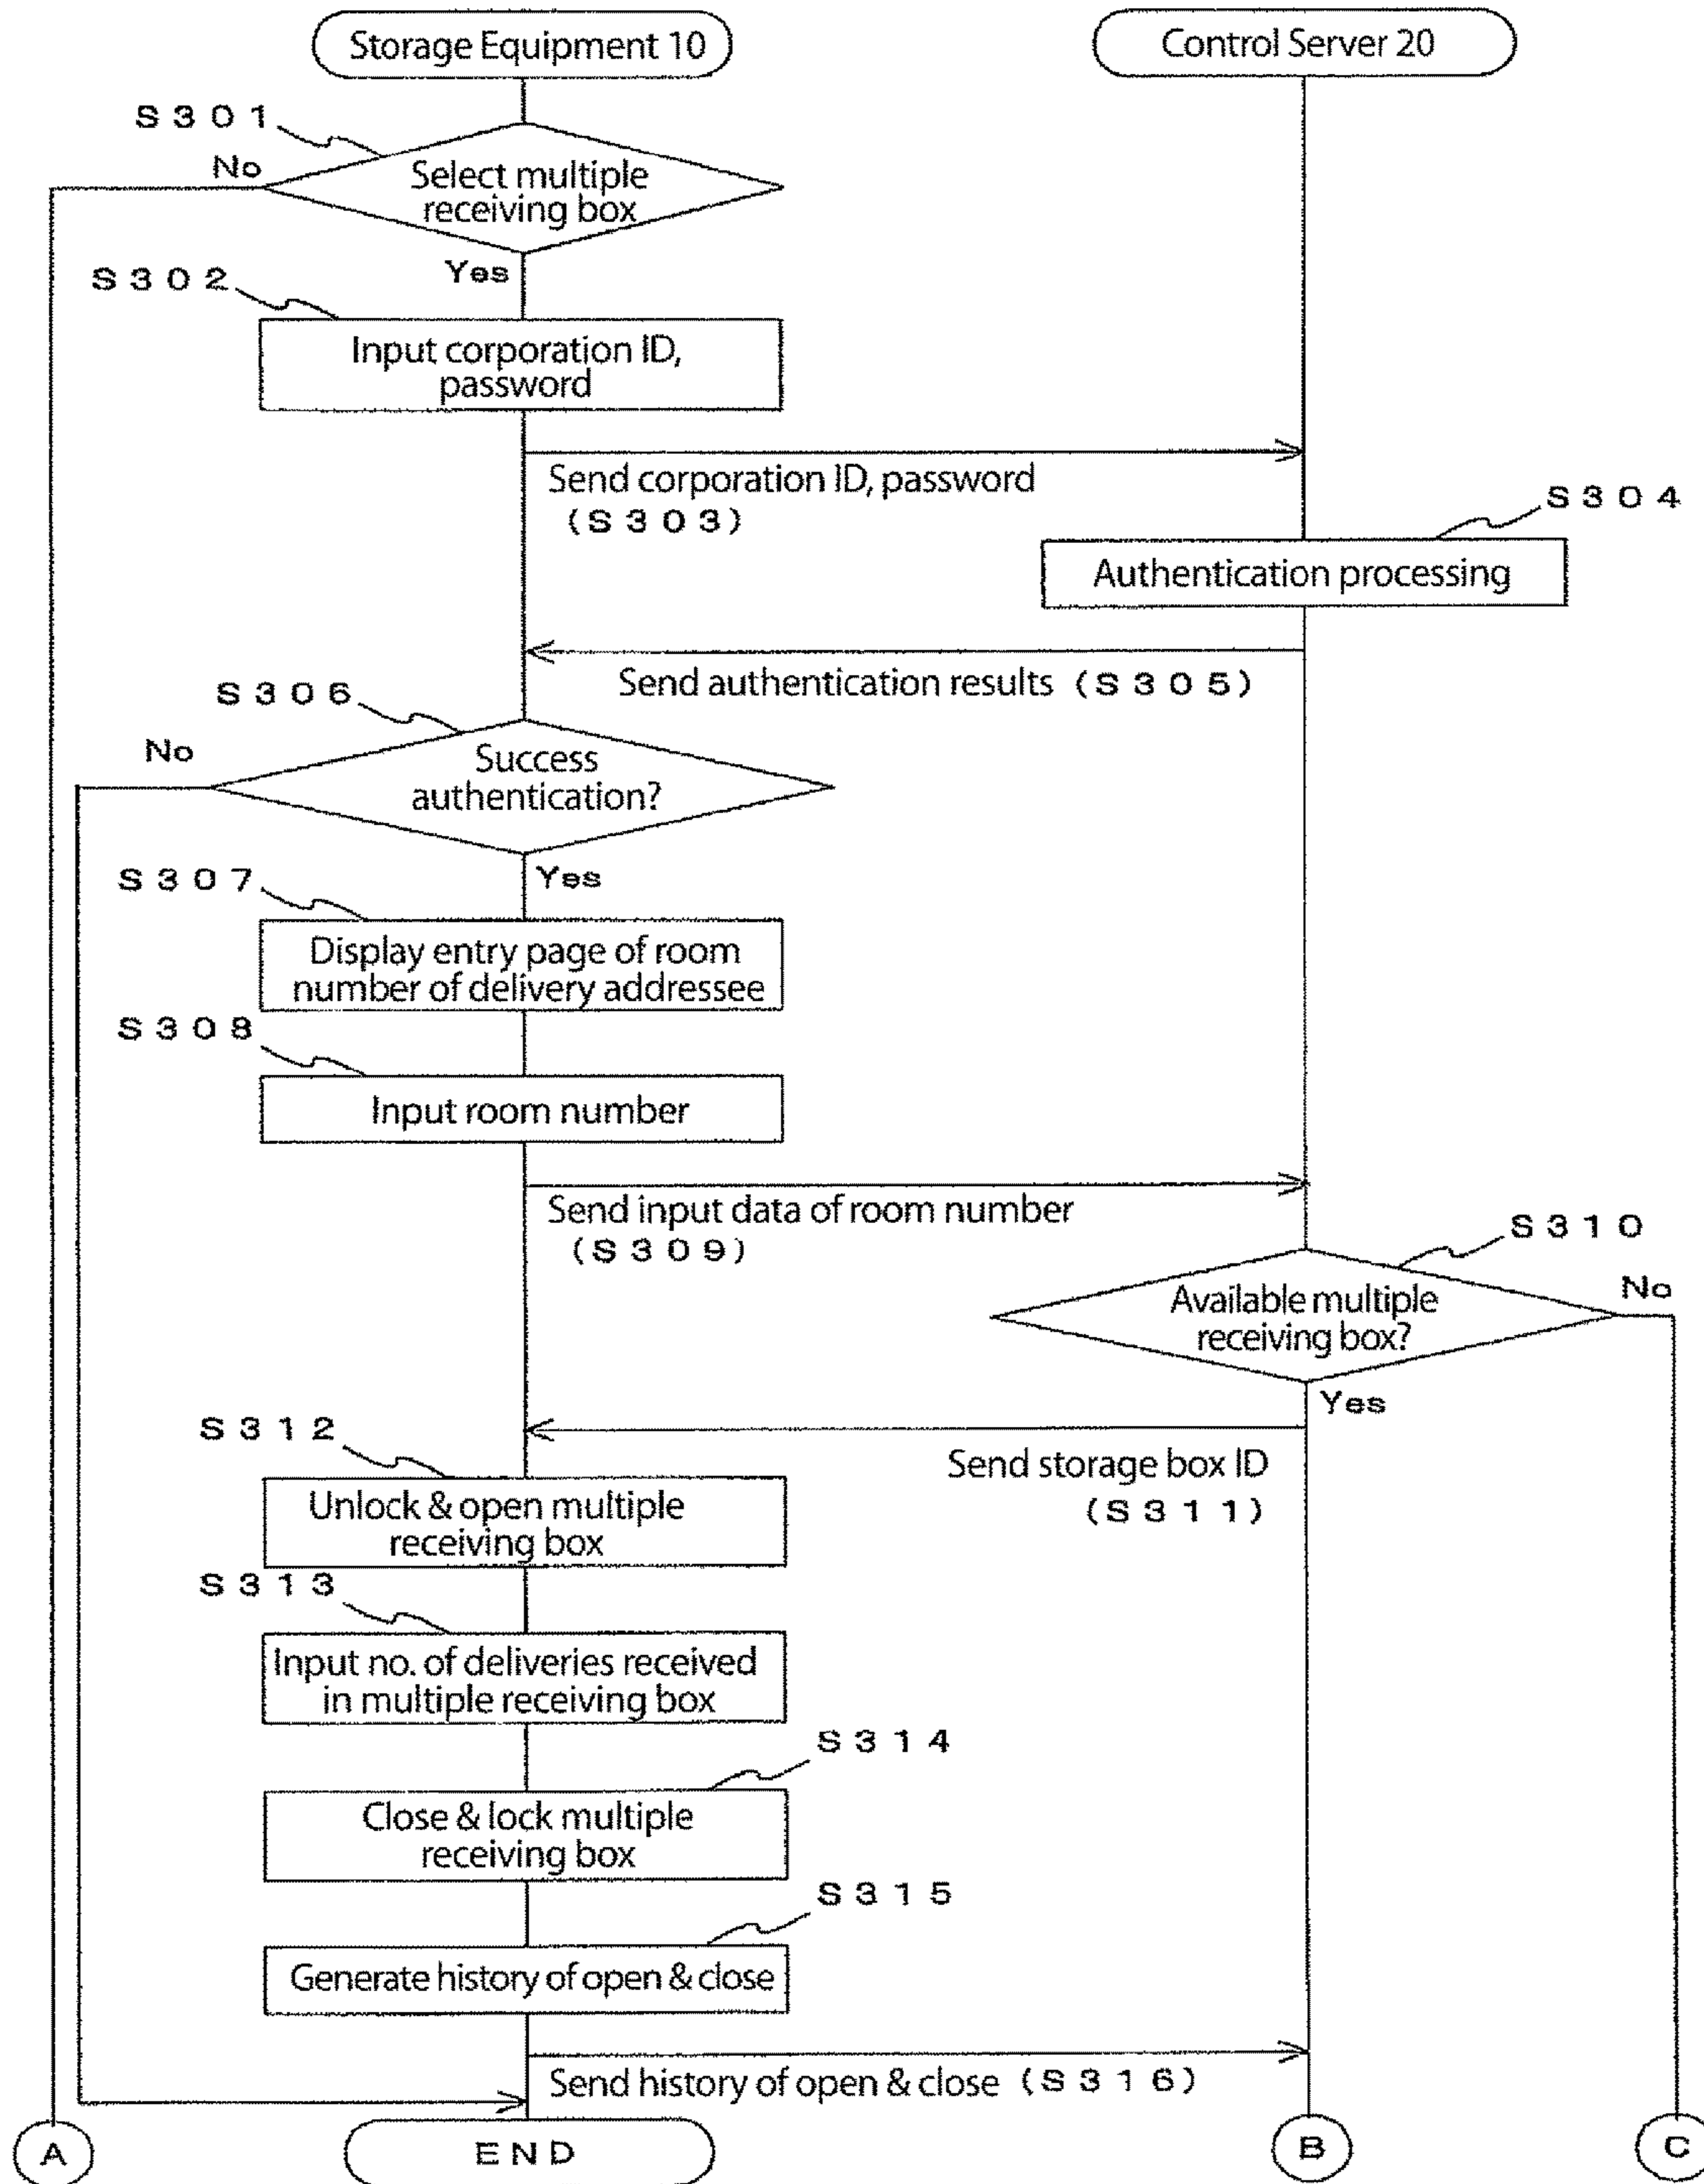 Storage Equipment 10
Control Server 20
S301
No
Select multiple
receiving box
Yes
S302
Input corporation ID,
password
Send corporation ID, password
(S303)
S304
Authentication processing
Send authentication results (S305)
S306
No
Success
authentication?
Yes
S307
Display entry page of room
number of delivery addressee
S308
Input room number
Send input data of room number
(S309)
S310
No
Available multiple
receiving box?
Yes
Send storage box ID
(S311)
S312
Unlock & open multiple
receiving box
S313
Input no. of deliveries received
in multiple receiving box
S314
Close & lock multiple
receiving box
S315
Generate history of open & close
Send history of open & close (S316)
A
END
B
C